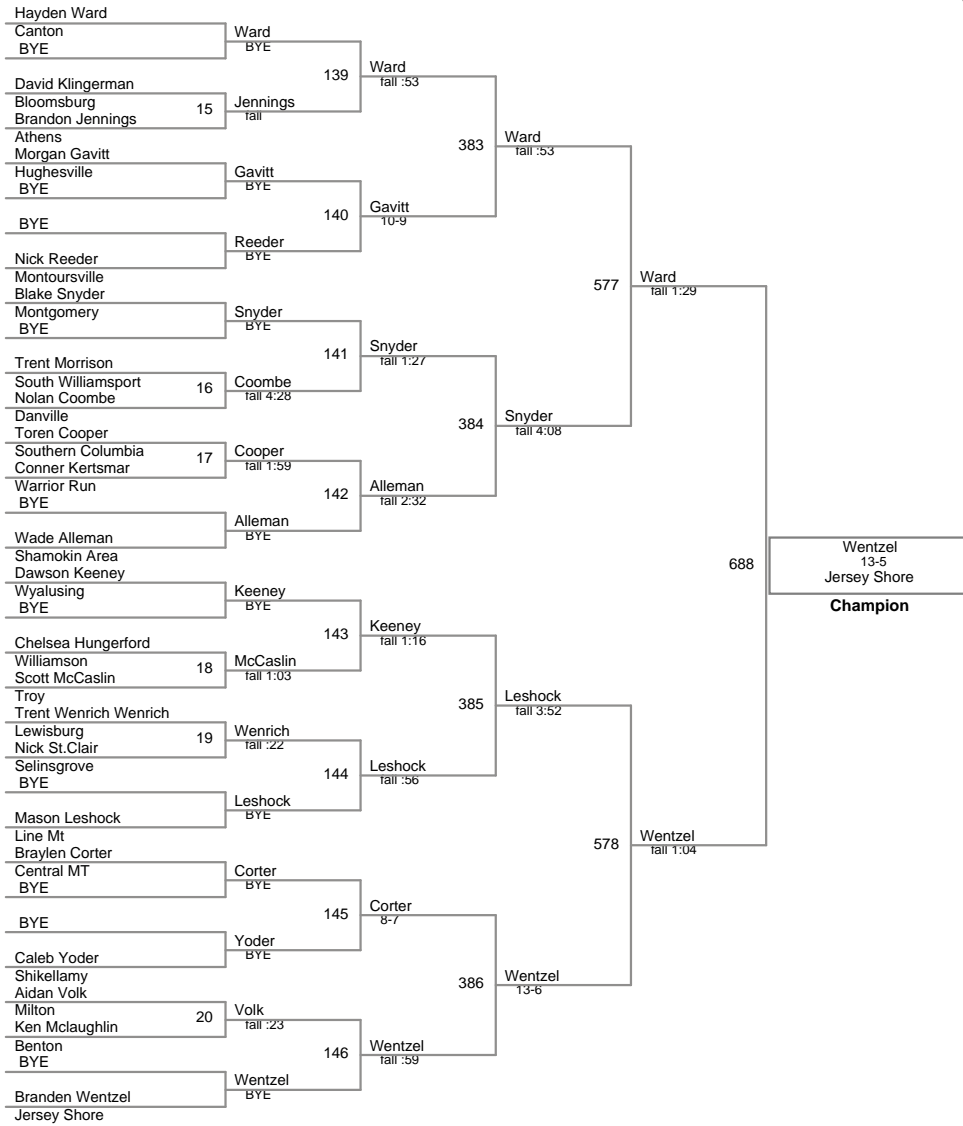 Hayden Ward
Canton
BYE
David Klingerman
Bloomsburg
15
Brandon Jennings
Athens
Morgan Gavitt
Hughesville
BYE
BYE
Nick Reeder
Montoursville
Blake Snyder
Montgomery
BYE
Trent Morrison
South Williamsport
16
Nolan Coombe
Danville
Toren Cooper
Southern Columbia
17
Conner Kertsmar
Warrior Run
BYE
Wade Alleman
Shamokin Area
Dawson Keeney
Wyalusing
BYE
Chelsea Hungerford
Williamson
18
Scott McCaslin
Troy
Trent Wenrich Wenrich
Lewisburg
19
Nick St.Clair
Selinsgrove
BYE
Mason Leshock
Line Mt
Braylen Corter
Central MT
BYE
BYE
Caleb Yoder
Shikellamy
Aidan Volk
Milton
20
Ken Mclaughlin
Benton
BYE
Branden Wentzel
Jersey Shore
Ward
BYE
139
Jennings
fall
Gavitt
BYE
140
Reeder
BYE
Snyder
BYE
141
Coombe
fall 4:28
Cooper
fall 1:59
142
Alleman
BYE
Keeney
BYE
143
McCaslin
fall 1:03
Wenrich
fall :22
144
Leshock
BYE
Corter
BYE
145
Yoder
BYE
Volk
fall :23
146
Wentzel
BYE
Ward
fall :53
383
Gavitt
10-9
Snyder
fall 1:27
384
Alleman
fall 2:32
Keeney
fall 1:16
385
Leshock
fall :56
Corter
8-7
386
Wentzel
fall :59
Ward
fall :53
577
Snyder
fall 4:08
Leshock
fall 3:52
578
Wentzel
13-6
Ward
fall 1:29
688
Wentzel
fall 1:04
Wentzel
13-5
Jersey Shore
Champion